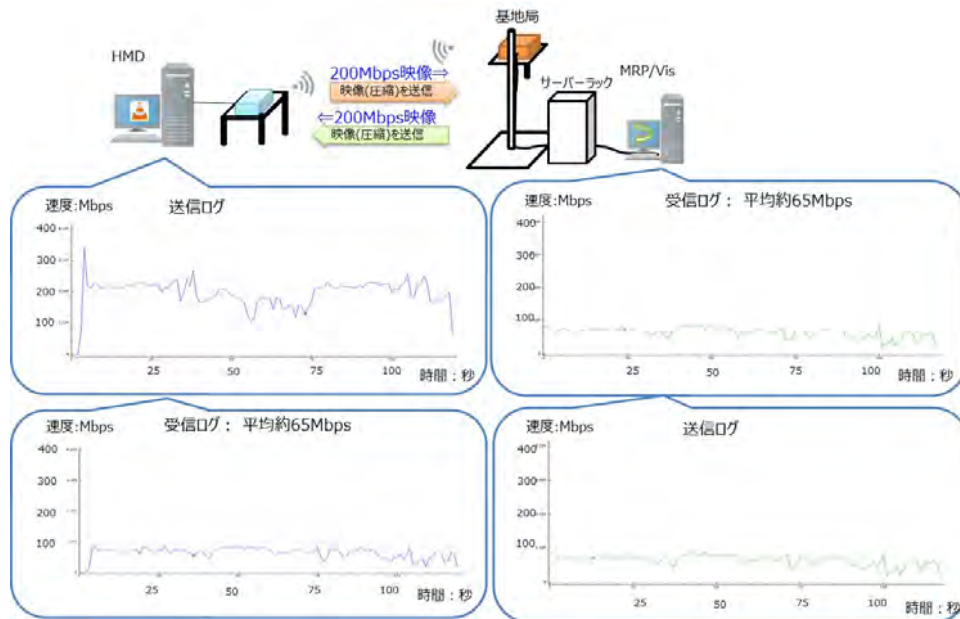 基地局
HMD
MRP/Vis
サーバーラック
200Mbps映像⇒
映像(圧縮)を送信
⇐200Mbps映像
映像(圧縮)を送信
速度:Mbps
送信ログ
400
300
200
100
25
50
75
100
時間：秒
速度:Mbps
受信ログ： 平均約65Mbps
400
300
200
100
25
50
75
100
時間：秒
速度:Mbps
受信ログ： 平均約65Mbps
400
300
200
100
25
50
75
100
時間：秒
速度:Mbps
送信ログ
400
300
200
100
25
50
75
100
時間：秒